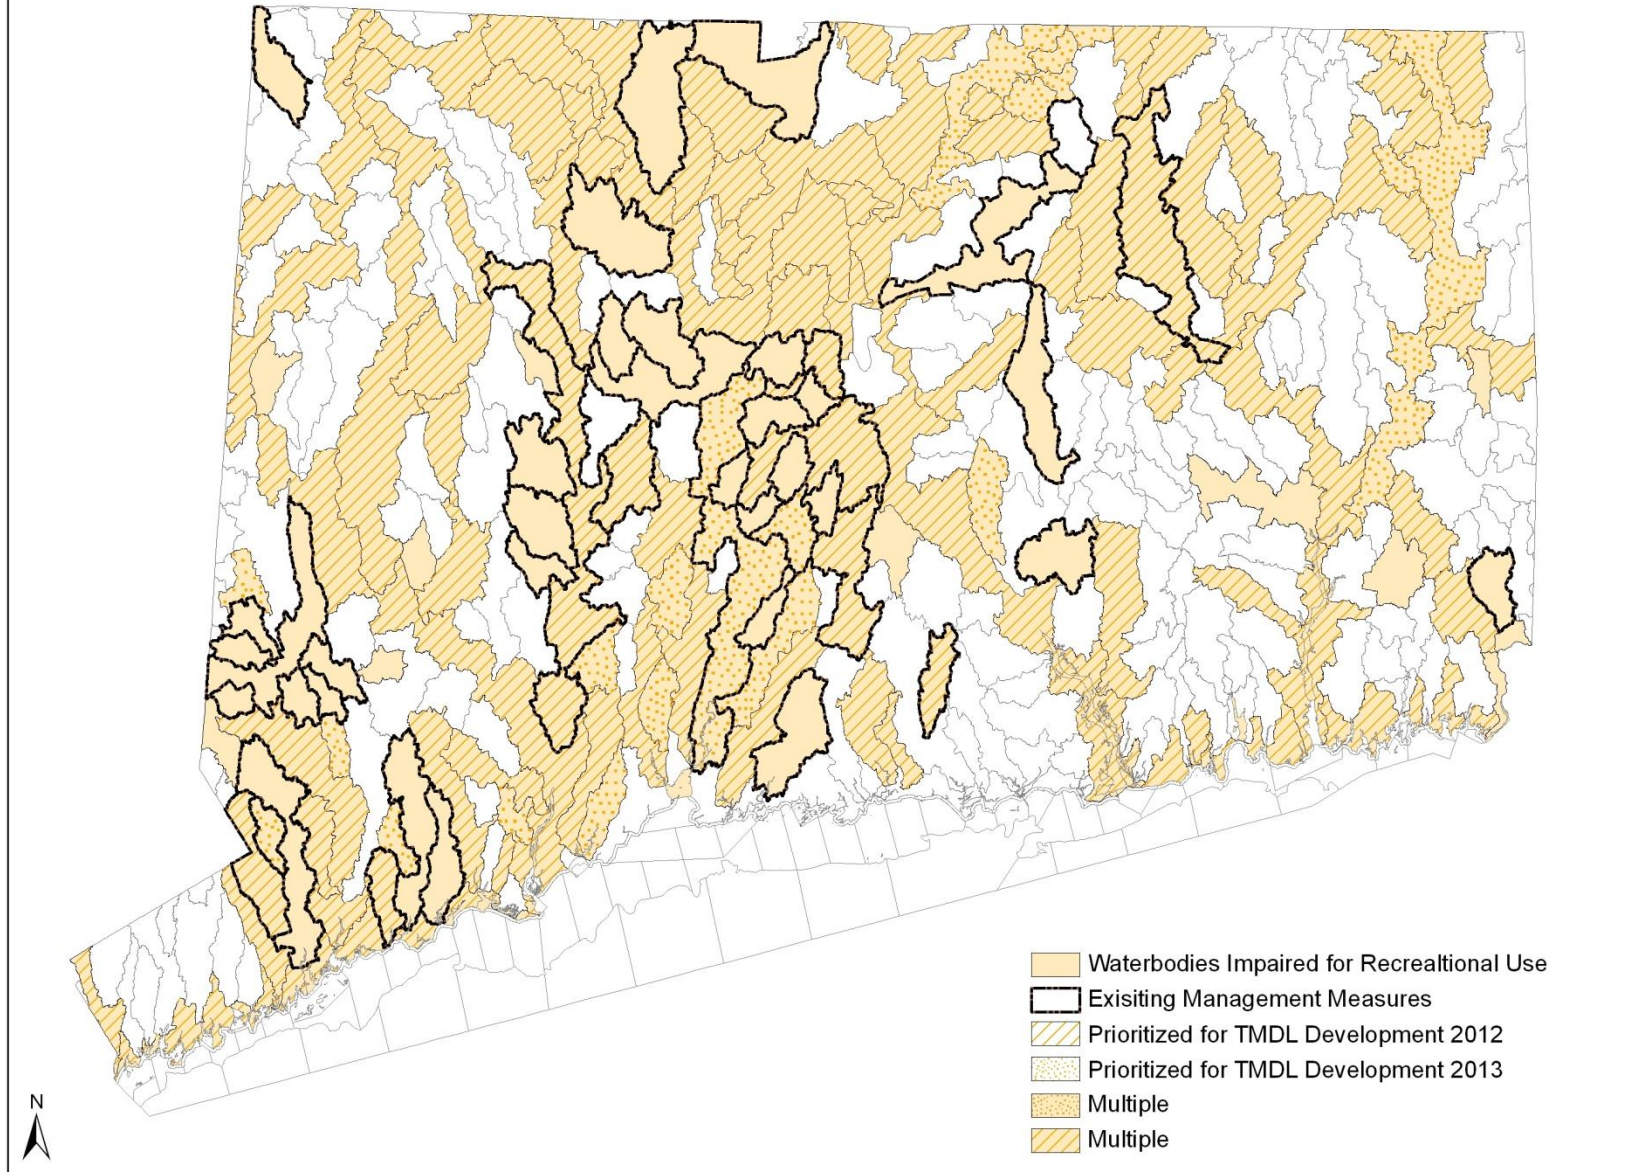 Waterbodies Impaired for Recrealtional Use
Exisiting Management Measures
Prioritized for TMDL Development 2012
Prioritized for TMDL Development 2013
Multiple
Multiple
N